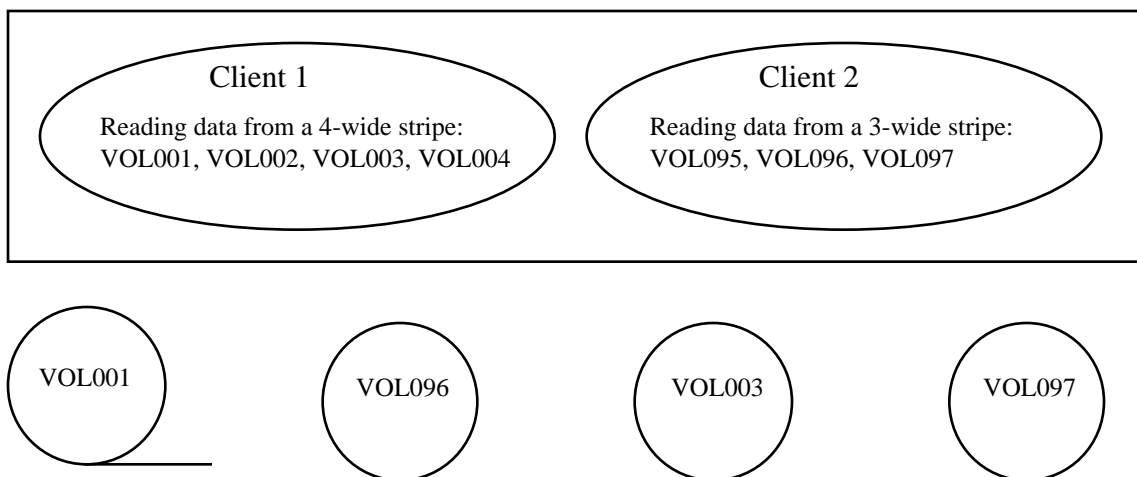 Client 1
Reading data from a 4-wide stripe:
VOL001, VOL002, VOL003, VOL004
Client 2
Reading data from a 3-wide stripe:
VOL095, VOL096, VOL097
VOL001
VOL096
VOL003
VOL097